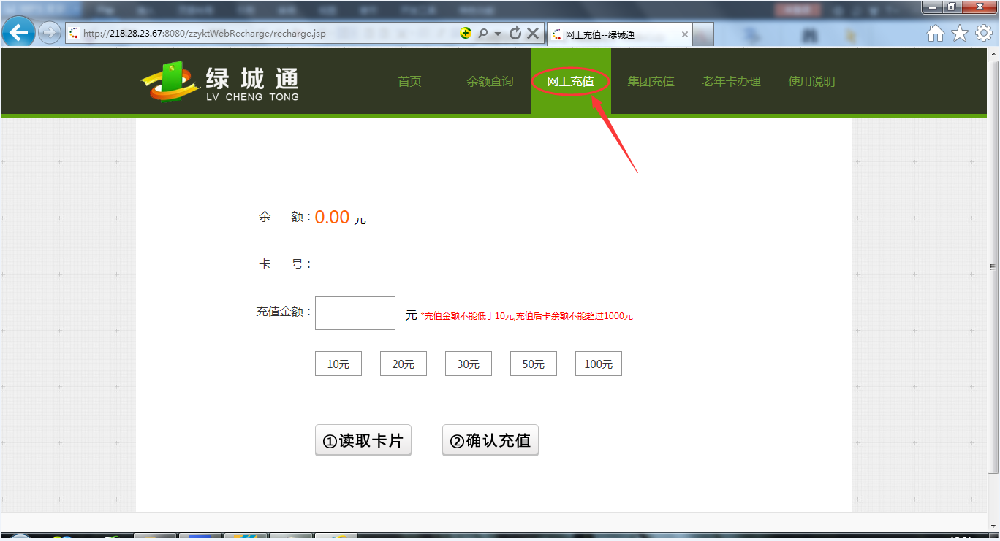 http://218.28.23.67:8080/zzyktWebRecharge/recharge.jsp
网上充值--绿城通
绿城通
LV CHENG TONG
首页
余额查询
网上充值
集团充值
老年卡办理
使用说明
余 额：0.00 元
卡 号：
充值金额： 元 *充值金额不能低于10元,充值后卡余额不能超过1000元
10元 20元 30元 50元 100元
①读取卡片 ②确认充值